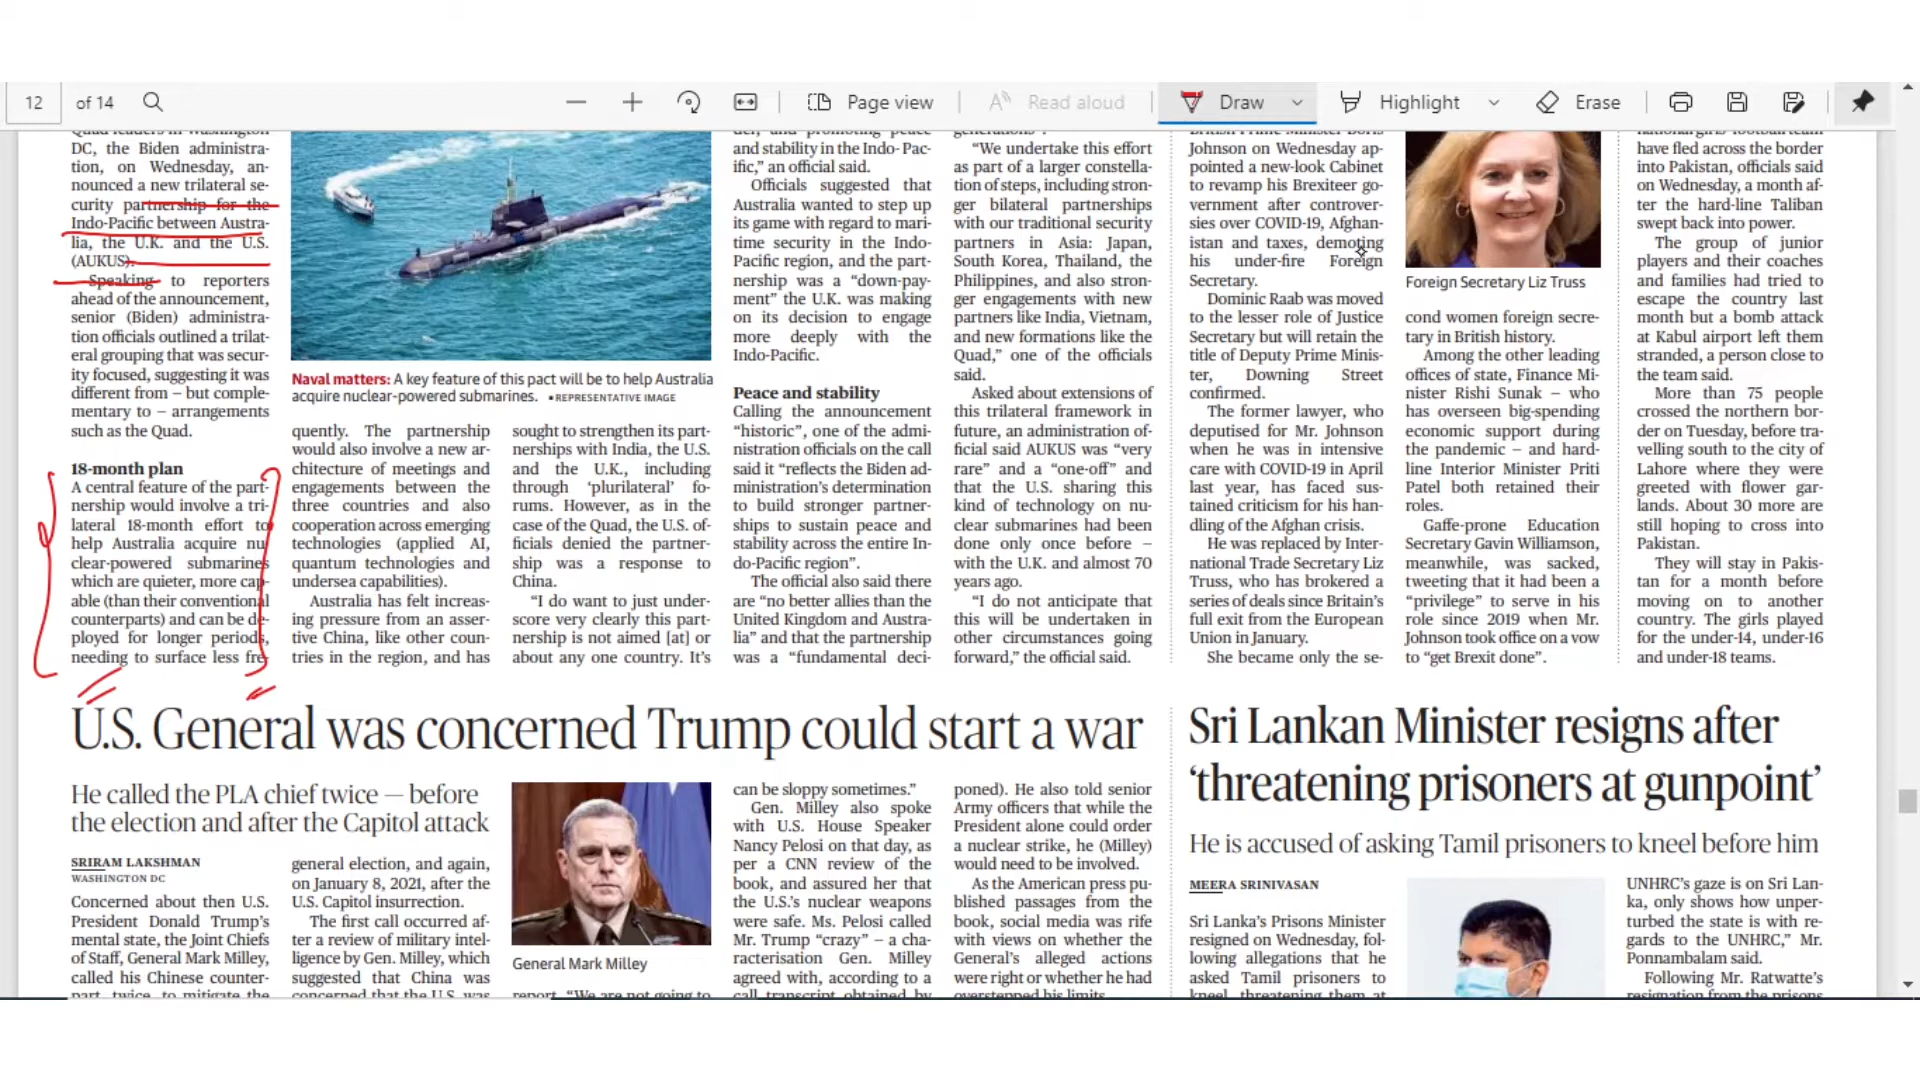 12
of 14
Page view
Read aloud
Draw
Highlight
Erase
Quad leaders in Washington
DC, the Biden administra-
tion, on Wednesday, an-
nounced a new trilateral se-
curity partnership for the
Indo-Pacific between Austra-
lia, the U.K. and the U.S.
(AUKUS).
Speaking to reporters
ahead of the announcement,
senior (Biden) administra-
tion officials outlined a trilat-
eral grouping that was secur-
ity focused, suggesting it was
different from – but comple-
mentary to – arrangements
such as the Quad.
18-month plan
A central feature of the part-
nership would involve a tri-
lateral 18-month effort to
help Australia acquire nu
clear-powered submarines
which are quieter, more cap-
able (than their conventional
counterparts) and can be de-
ployed for longer periods,
needing to surface less fre-
Naval matters: A key feature of this pact will be to help Australia
acquire nuclear-powered submarines. ▪ REPRESENTATIVE IMAGE
quently. The partnership
would also involve a new ar-
chitecture of meetings and
engagements between the
three countries and also
cooperation across emerging
technologies (applied AI,
quantum technologies and
undersea capabilities).
Australia has felt increas-
ing pressure from an asser-
tive China, like other coun-
tries in the region, and has
sought to strengthen its part-
nerships with India, the U.S.
and the U.K., including
through ‘plurilateral’ fo-
rums. However, as in the
case of the Quad, the U.S. of-
ficials denied the partner-
ship was a response to
China.
“I do want to just under-
score very clearly this part-
nership is not aimed [at] or
about any one country. It’s
der, and promoting peace
and stability in the Indo- Pac-
ific,” an official said.
Officials suggested that
Australia wanted to step up
its game with regard to mari-
time security in the Indo-
Pacific region, and the part-
nership was a “down-pay-
ment” the U.K. was making
on its decision to engage
more deeply with the
Indo-Pacific.
Peace and stability
Calling the announcement
“historic”, one of the admi-
nistration officials on the call
said it “reflects the Biden ad-
ministration’s determination
to build stronger partner-
ships to sustain peace and
stability across the entire In-
do-Pacific region”.
The official also said there
are “no better allies than the
United Kingdom and Austra-
lia” and that the partnership
was a “fundamental deci-
generations”.
“We undertake this effort
as part of a larger constella-
tion of steps, including stron-
ger bilateral partnerships
with our traditional security
partners in Asia: Japan,
South Korea, Thailand, the
Philippines, and also stron-
ger engagements with new
partners like India, Vietnam,
and new formations like the
Quad,” one of the officials
said.
Asked about extensions of
this trilateral framework in
future, an administration of-
ficial said AUKUS was “very
rare” and a “one-off” and
that the U.S. sharing this
kind of technology on nu-
clear submarines had been
done only once before –
with the U.K. and almost 70
years ago.
“I do not anticipate that
this will be undertaken in
other circumstances going
forward,” the official said.
British Prime Minister Boris
Johnson on Wednesday ap-
pointed a new-look Cabinet
to revamp his Brexiteer go-
vernment after controver-
sies over COVID-19, Afghan-
istan and taxes, demoting
his under-fire Foreign
Secretary.
Dominic Raab was moved
to the lesser role of Justice
Secretary but will retain the
title of Deputy Prime Minis-
ter, Downing Street
confirmed.
The former lawyer, who
deputised for Mr. Johnson
when he was in intensive
care with COVID-19 in April
last year, has faced sus-
tained criticism for his han-
dling of the Afghan crisis.
He was replaced by Inter-
national Trade Secretary Liz
Truss, who has brokered a
series of deals since Britain’s
full exit from the European
Union in January.
She became only the se-
Foreign Secretary Liz Truss
cond women foreign secre-
tary in British history.
Among the other leading
offices of state, Finance Mi-
nister Rishi Sunak – who
has overseen big-spending
economic support during
the pandemic – and hard-
line Interior Minister Priti
Patel both retained their
roles.
Gaffe-prone Education
Secretary Gavin Williamson,
meanwhile, was sacked,
tweeting that it had been a
“privilege” to serve in his
role since 2019 when Mr.
Johnson took office on a vow
to “get Brexit done”.
national girls’ football team
have fled across the border
into Pakistan, officials said
on Wednesday, a month af-
ter the hard-line Taliban
swept back into power.
The group of junior
players and their coaches
and families had tried to
escape the country last
month but a bomb attack
at Kabul airport left them
stranded, a person close to
the team said.
More than 75 people
crossed the northern bor-
der on Tuesday, before tra-
velling south to the city of
Lahore where they were
greeted with flower gar-
lands. About 30 more are
still hoping to cross into
Pakistan.
They will stay in Pakis-
tan for a month before
moving on to another
country. The girls played
for the under-14, under-16
and under-18 teams.
U.S. General was concerned Trump could start a war
He called the PLA chief twice — before
the election and after the Capitol attack
SRIRAM LAKSHMAN
WASHINGTON DC
Concerned about then U.S.
President Donald Trump’s
mental state, the Joint Chiefs
of Staff, General Mark Milley,
called his Chinese counter-
part, twice, to mitigate the
general election, and again,
on January 8, 2021, after the
U.S. Capitol insurrection.
The first call occurred af-
ter a review of military intel-
ligence by Gen. Milley, which
suggested that China was
concerned that the U.S. was
General Mark Milley
report. “We are not going to
can be sloppy sometimes.”
Gen. Milley also spoke
with U.S. House Speaker
Nancy Pelosi on that day, as
per a CNN review of the
book, and assured her that
the U.S.’s nuclear weapons
were safe. Ms. Pelosi called
Mr. Trump “crazy” – a cha-
racterisation Gen. Milley
agreed with, according to a
call transcript obtained by
poned). He also told senior
Army officers that while the
President alone could order
a nuclear strike, he (Milley)
would need to be involved.
As the American press pu-
blished passages from the
book, social media was rife
with views on whether the
General’s alleged actions
were right or whether he had
overstepped his limits.
Sri Lankan Minister resigns after
‘threatening prisoners at gunpoint’
He is accused of asking Tamil prisoners to kneel before him
MEERA SRINIVASAN
Sri Lanka’s Prisons Minister
resigned on Wednesday, fol-
lowing allegations that he
asked Tamil prisoners to
kneel, threatening them at
UNHRC’s gaze is on Sri Lan-
ka, only shows how unper-
turbed the state is with re-
gards to the UNHRC,” Mr.
Ponnambalam said.
Following Mr. Ratwatte’s
resignation from the prisons